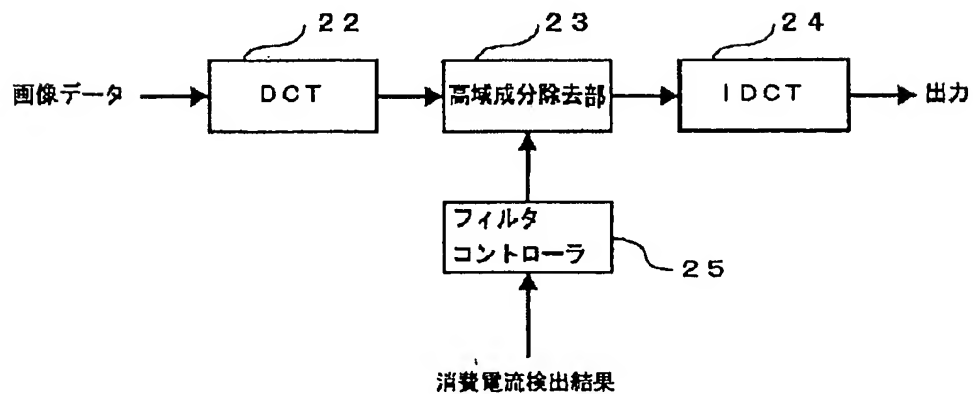 ２２
２３
２４
画像データ
ＤＣＴ
高域成分除去部
ＩＤＣＴ
出力
フィルタ
コントローラ
２５
消費電流検出結果